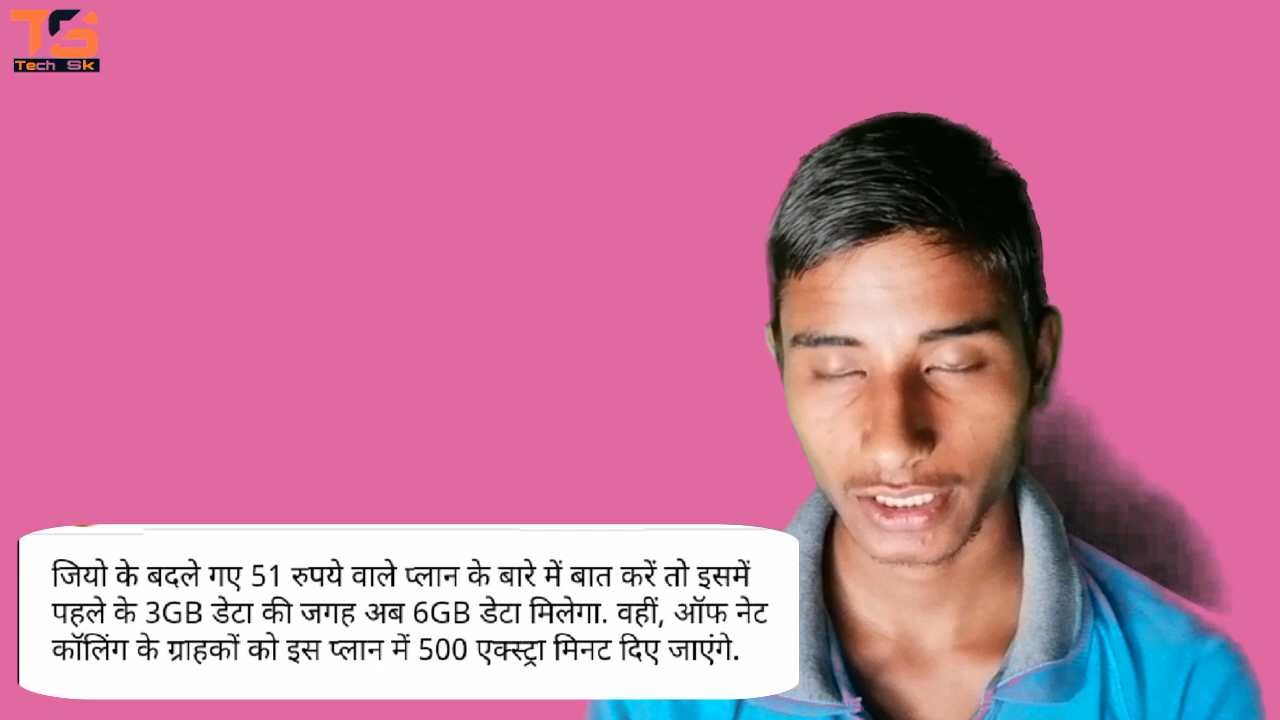 TS
Tech Sk
जियो के बदले गए 51 रुपये वाले प्लान के बारे में बात करें तो इसमें
पहले के 3GB डेटा की जगह अब 6GB डेटा मिलेगा. वहीं, ऑफ नेट
कॉलिंग के ग्राहकों को इस प्लान में 500 एक्स्ट्रा मिनट दिए जाएंगे.